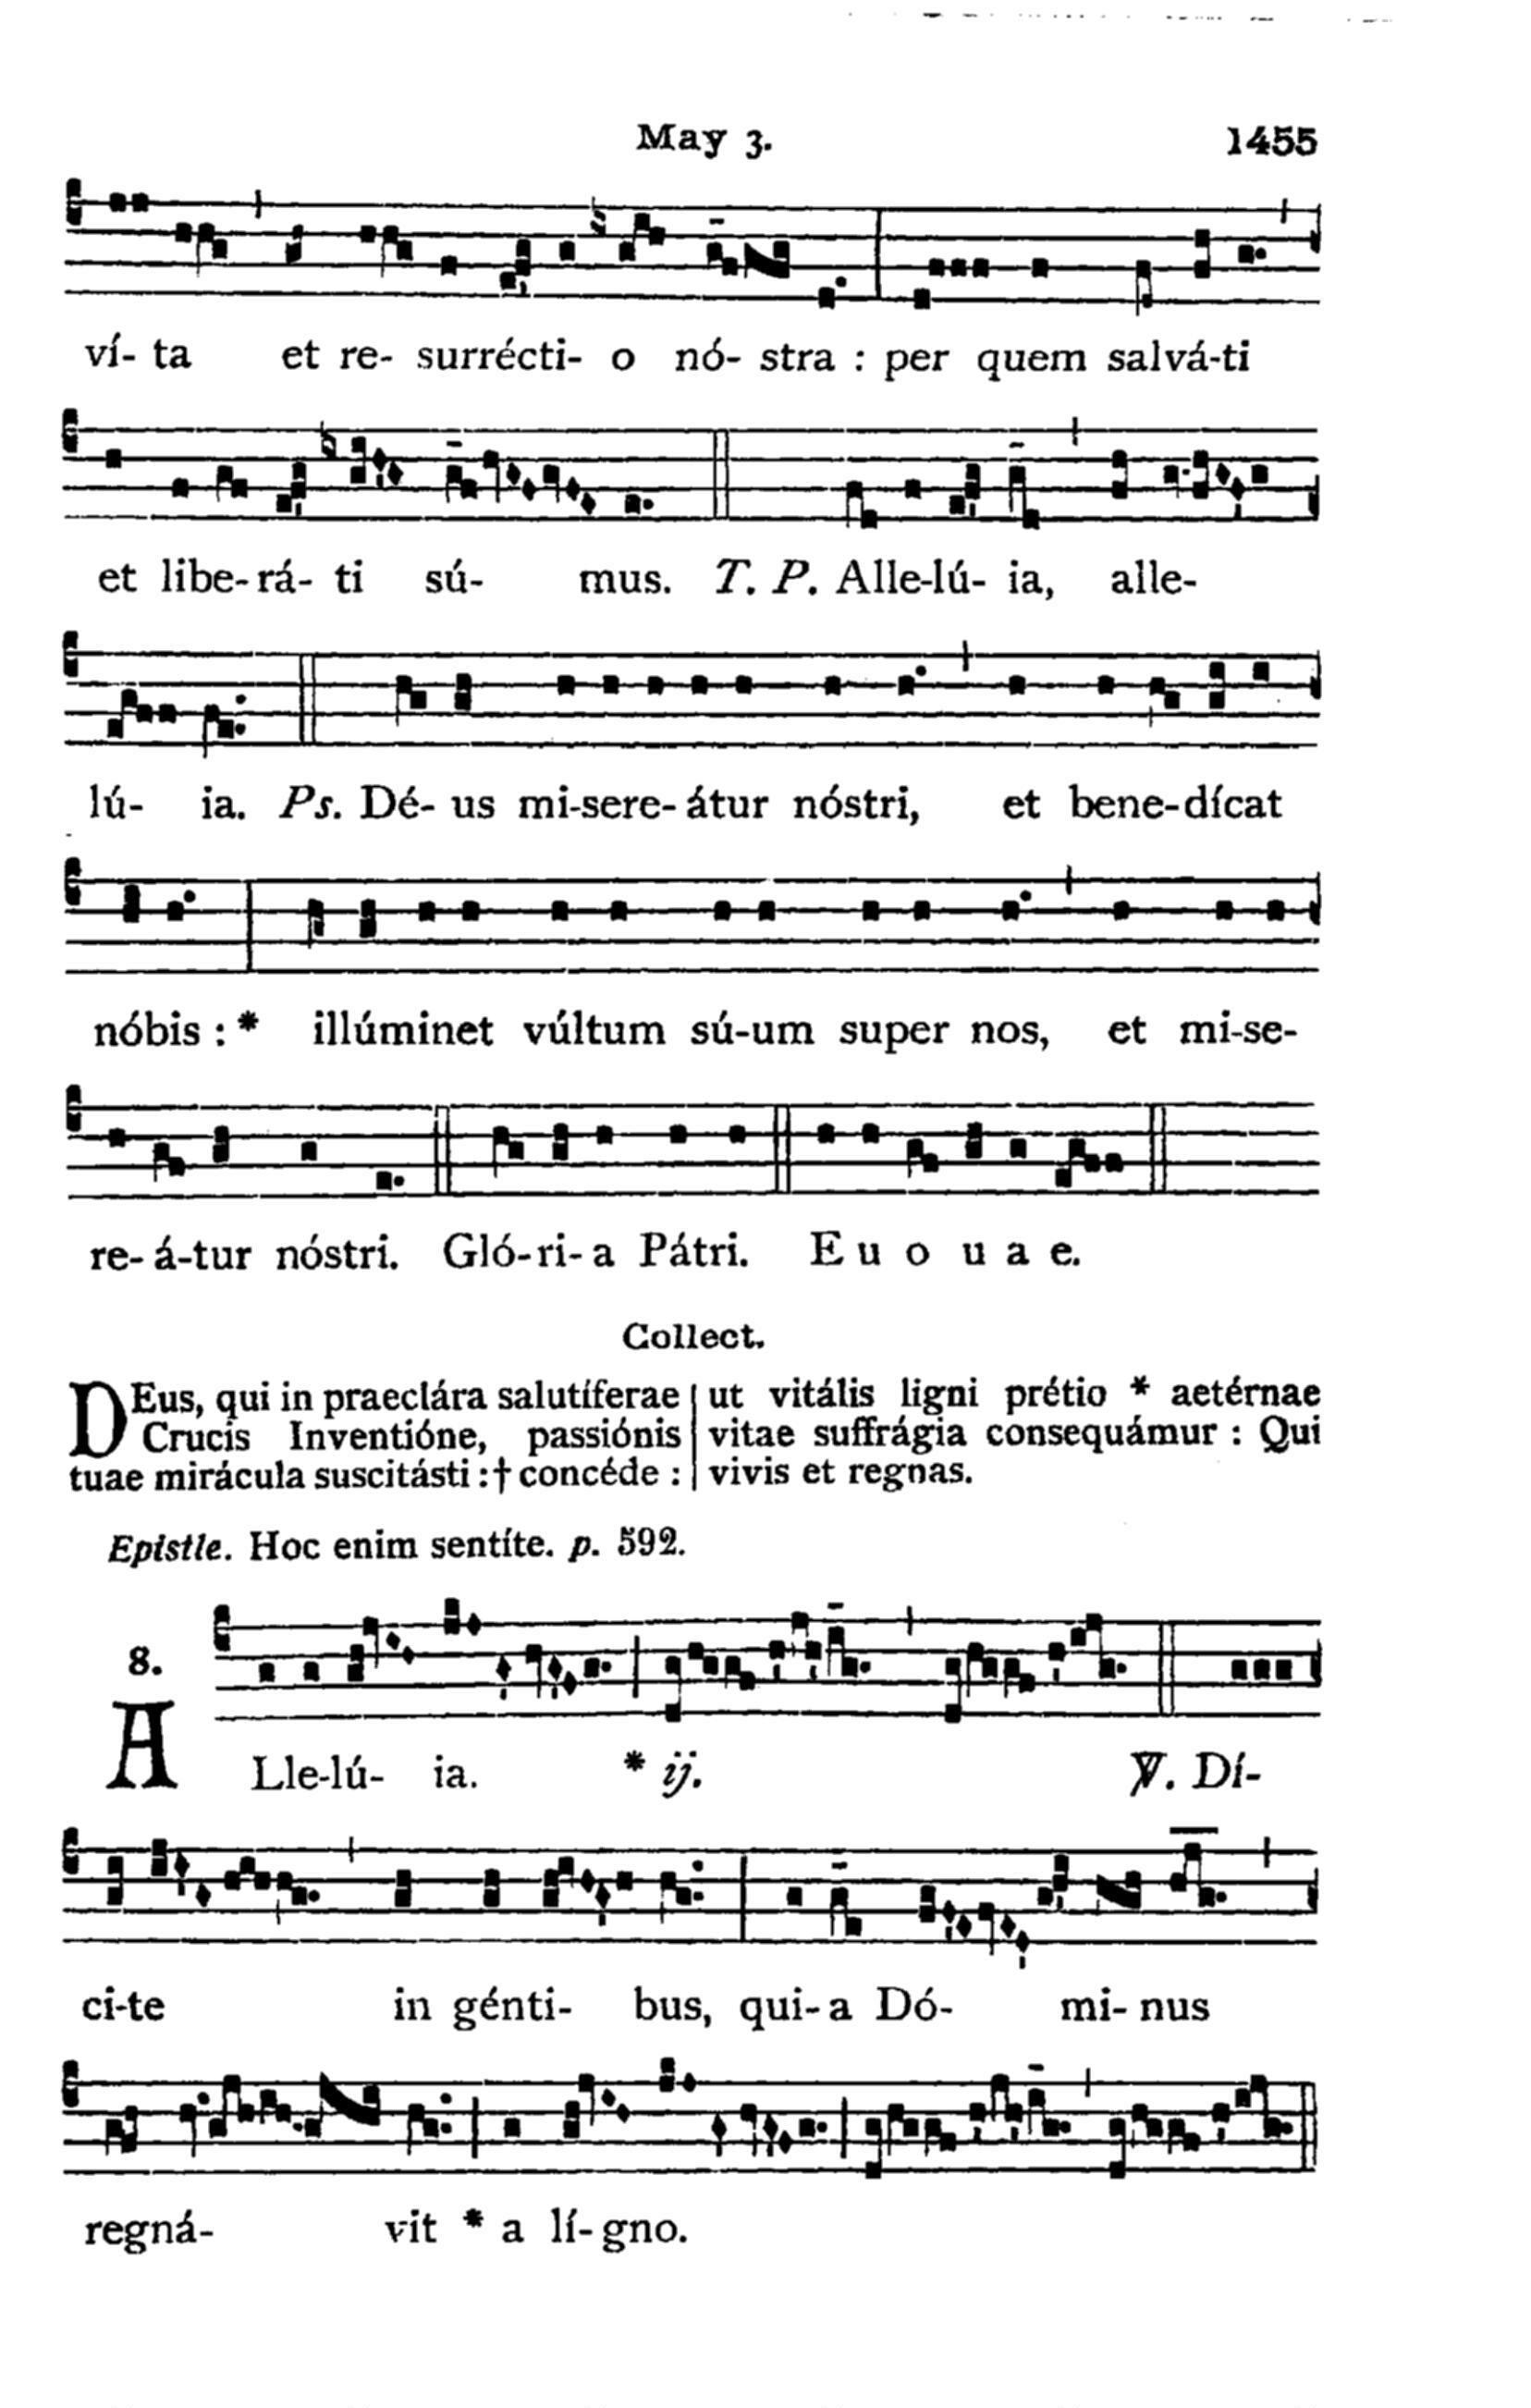 May 3. 1455
ví- ta et re- surrécti- o nó- stra : per quem salvá-ti
et libe- rá- ti sú- mus. T. P. Alle-lú- ia, alle-
lú- ia. Ps. Dé- us mi-sere- átur nóstri, et bene-dícat
nóbis : * illúminet vúltum sú-um super nos, et mi-se-
re- á-tur nóstri. Gló-ri- a Pátri. E u o u a e.
Collect.
DEus, qui in praeclára salutíferae
Crucis Inventióne, passiónis
tuae mirácula suscitásti : † concéde :
ut vitális ligni prétio * aetérnae
vitae suffrágia consequámur : Qui
vivis et regnas.
Epistle. Hoc enim sentíte. p. 592.
8.
ALle-lú- ia. * ij. ℣. Dí-
ci-te in génti- bus, qui- a Dó- mi- nus
regná- vit * a lí- gno.